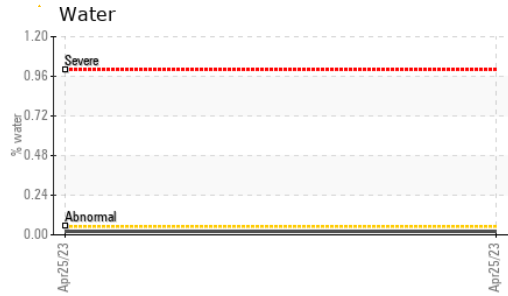 Water
1.20
Severe
0.96
0.72
% water
0.48
0.24
Abnormal
0.00
Apr25/23
Apr25/23